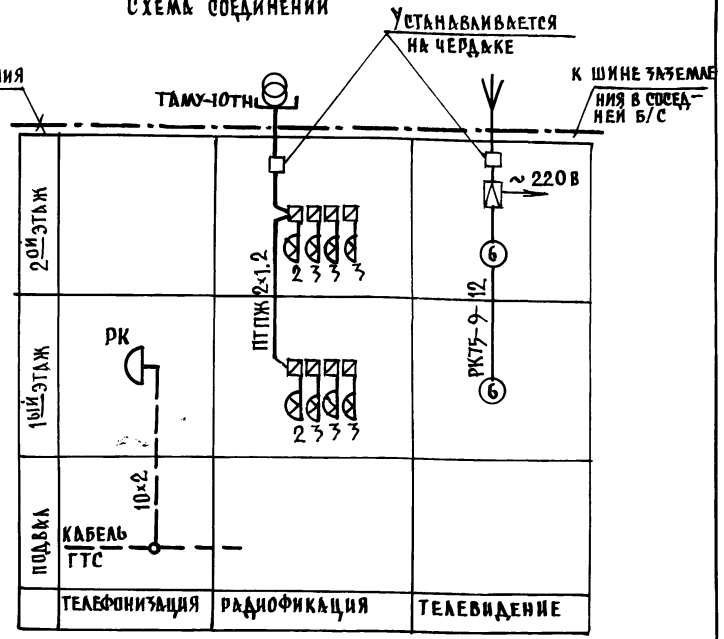 СХЕМА СОЕДИНЕНИЙ
УСТАНАВЛИВАЕТСЯ
НА ЧЕРДАКЕ
НИЯ
ТАМУ-10ТН
К ШИНЕ ЗАЗЕМЛЕ
НИЯ В СОСЕД-
НЕЙ Б/С
2ОЙ ЭТАЖ
~ 220 В
2 3 3 3
6
ПТПЖ 2×1.2
РК75-9-12
1ЫЙ ЭТАЖ
РК
2 3 3 3
6
ПОДВАЛ
10×2
КАБЕЛЬ
ГТС
ТЕЛЕФОНИЗАЦИЯ
РАДИОФИКАЦИЯ
ТЕЛЕВИДЕНИЕ